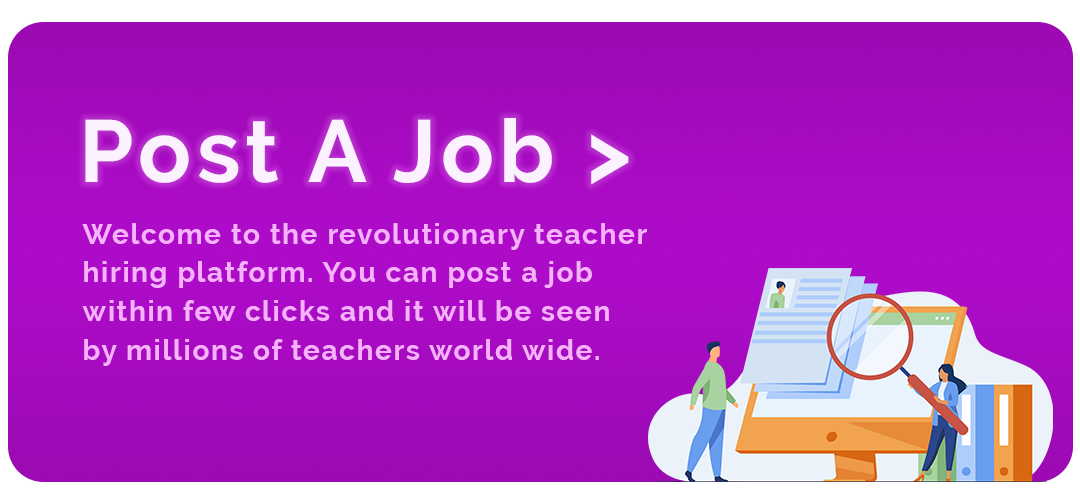 Post A Job >
Welcome to the revolutionary teacher
hiring platform. You can post a job
within few clicks and it will be seen
by millions of teachers world wide.